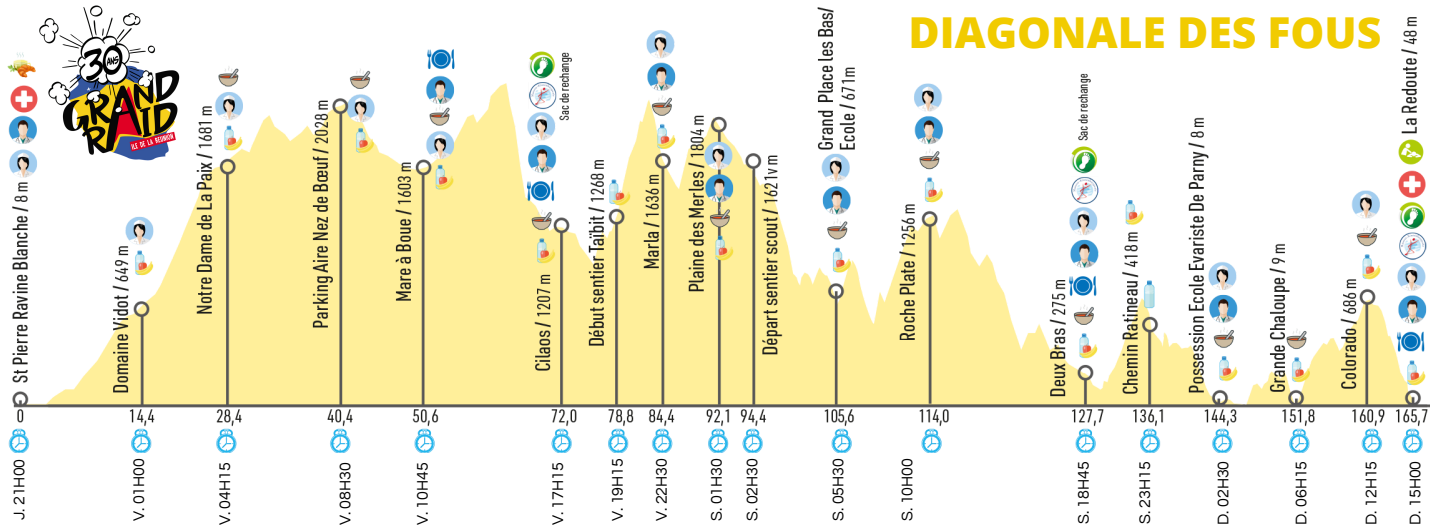 DIAGONALE DES FOUS
30
ANS
GRAND
RAID
ILE DE LA REUNION
St Pierre Ravine Blanche / 8 m
Domaine Vidot / 649 m
Notre Dame de La Paix / 1681 m
Parking Aire Nez de Bœuf / 2028 m
Mare à Boue / 1603 m
Cilaos / 1207 m
Sac de rechange
Début sentier Taïbit / 1268 m
Marla / 1636 m
Plaine des Merles / 1804 m
Départ sentier scout / 1621v m
Grand Place les Bas/
Ecole / 671m
Roche Plate / 1256 m
Deux Bras / 275 m
Sac de rechange
Chemin Ratineau / 418 m
Possession Ecole Evariste De Parny / 8 m
Grande Chaloupe / 9 m
Colorado / 686 m
La Redoute / 48 m
0 14,4 28,4 40,4 50,6 72,0 78,8 84,4 92,1 94,4 105,6 114,0 127,7 136,1 144,3 151,8 160,9 165,7
J. 21H00
V. 01H00
V. 04H15
V. 08H30
V. 10H45
V. 17H15
V. 19H15
V. 22H30
S. 01H30
S. 02H30
S. 05H30
S. 10H00
S. 18H45
S. 23H15
D. 02H30
D. 06H15
D. 12H15
D. 15H00